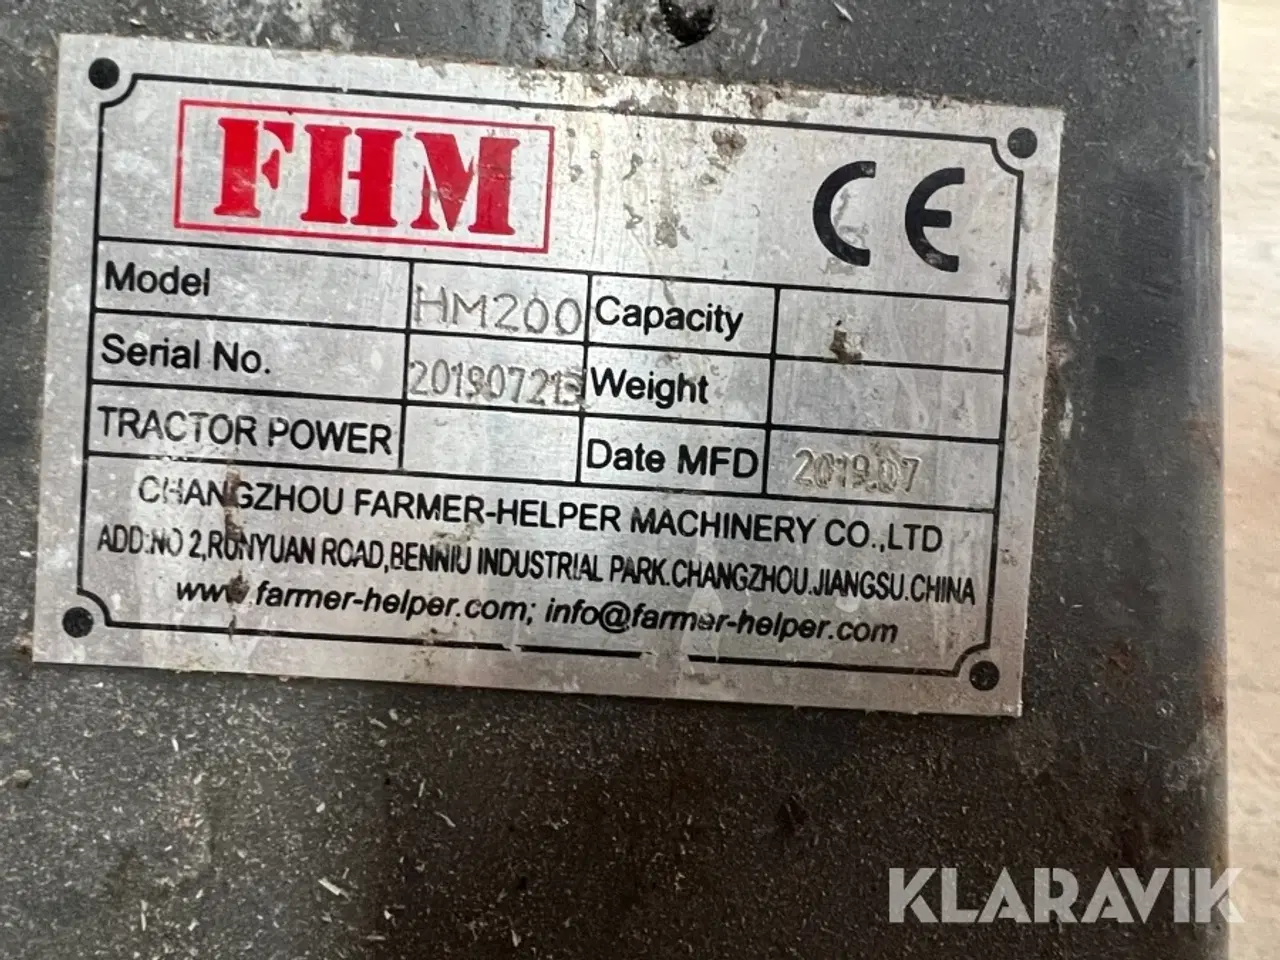 FHM CE
Model HM200 Capacity
Serial No. Weight
TRACTOR POWER Date MFD 2019.07
CHANGZHOU FARMER-HELPER MACHINERY CO.,LTD
ADD:NO 2,RUNYUAN ROAD,BENNIU INDUSTRIAL PARK.CHANGZHOU.JIANGSU.CHINA
www.farmer-helper.com; info@farmer-helper.com
KLARAVIK